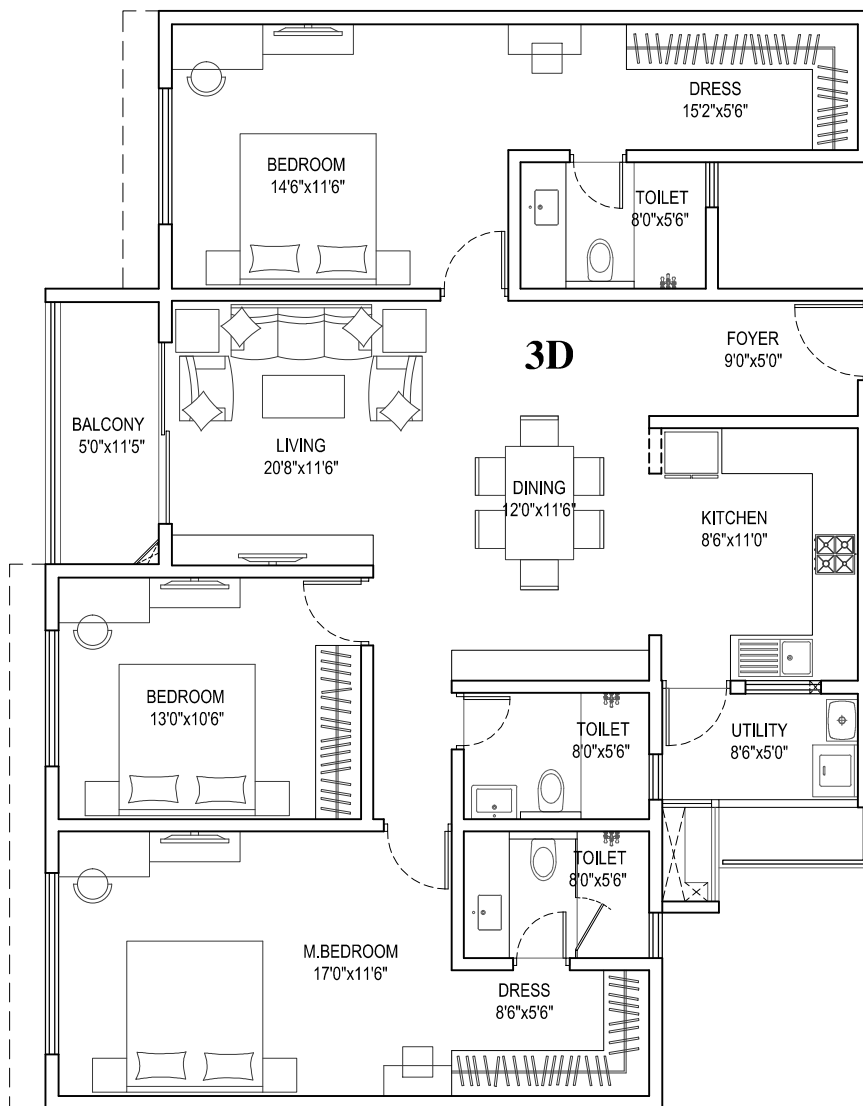 DRESS
15'2"x5'6"
BEDROOM
14'6"x11'6"
TOILET
8'0"x5'6"
3D
FOYER
9'0"x5'0"
BALCONY
5'0"x11'5"
LIVING
20'8"x11'6"
DINING
12'0"x11'6"
KITCHEN
8'6"x11'0"
BEDROOM
13'0"x10'6"
TOILET
8'0"x5'6"
UTILITY
8'6"x5'0"
TOILET
8'0"x5'6"
M.BEDROOM
17'0"x11'6"
DRESS
8'6"x5'6"